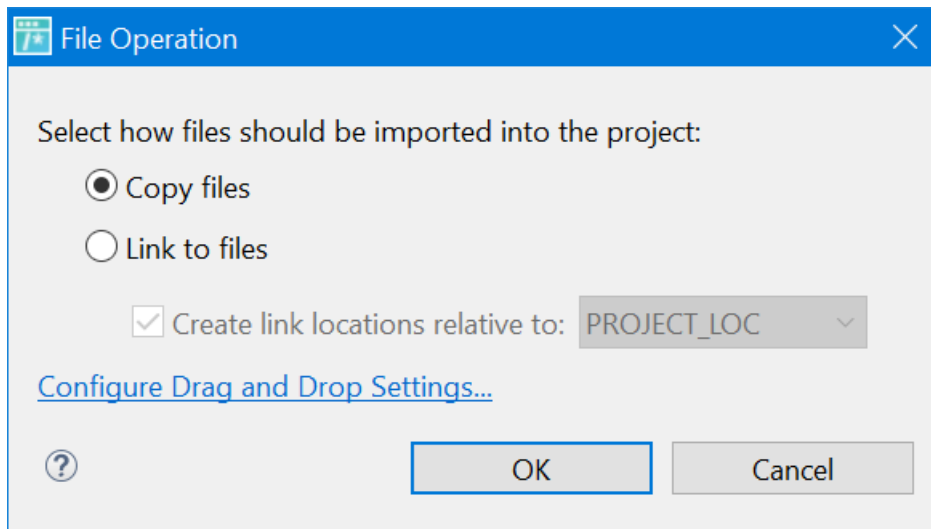 File Operation
Select how files should be imported into the project:
Copy files
Link to files
Create link locations relative to: PROJECT_LOC
Configure Drag and Drop Settings...
OK Cancel